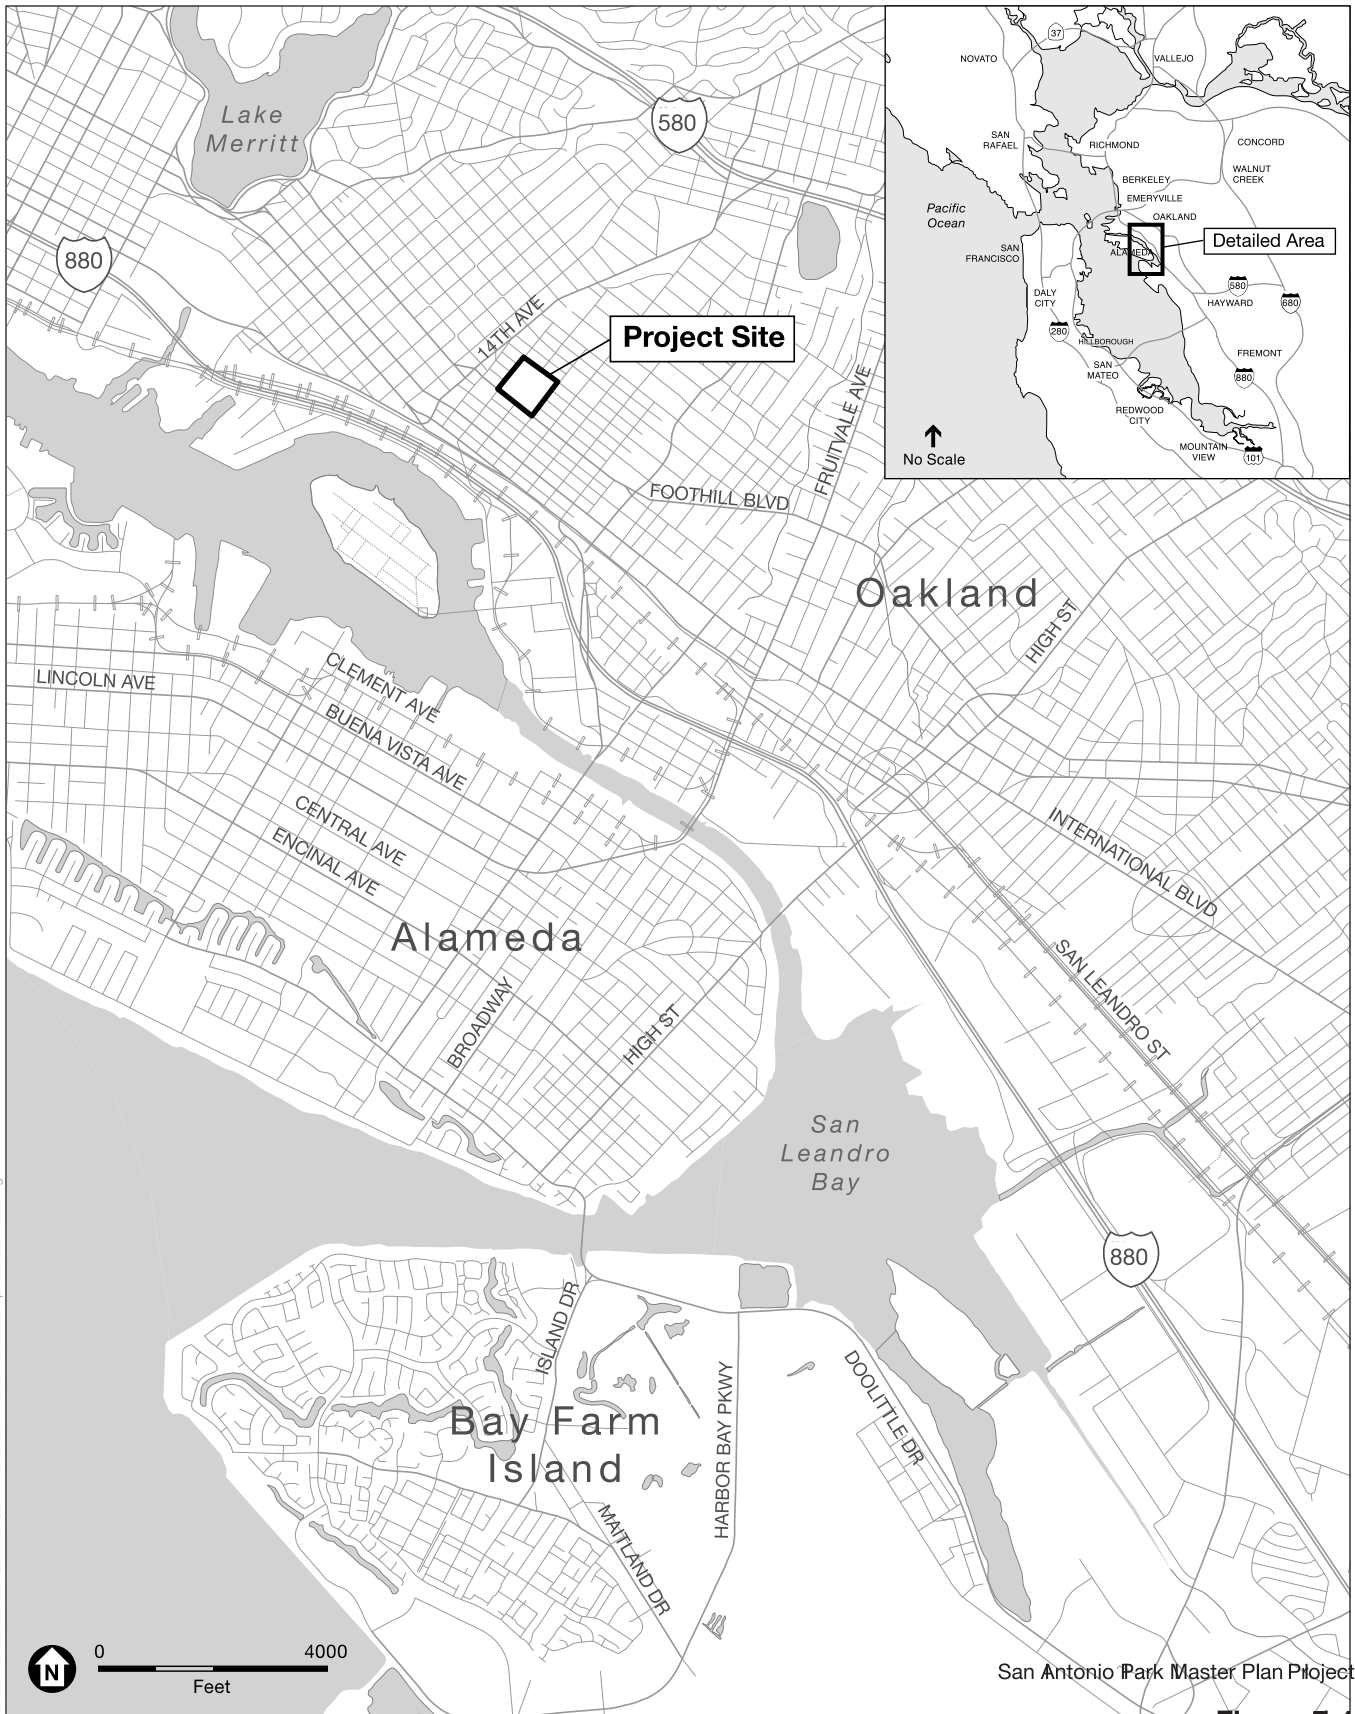 Lake
Merritt
580
880
14TH AVE
Project Site
FRUITVALE AVE
FOOTHILL BLVD
Oakland
HIGH ST
LINCOLN AVE
CLEMENT AVE
BUENA VISTA AVE
CENTRAL AVE
ENCINAL AVE
INTERNATIONAL BLVD
Alameda
SAN LEANDRO ST
BROADWAY
HIGH ST
San
Leandro
Bay
880
ISLAND DR
DOOLITTLE DR
HARBOR BAY PKWY
Bay Farm
Island
MAITLAND DR
N
0
4000
Feet
37
NOVATO
VALLEJO
SAN
RAFAEL
RICHMOND
CONCORD
WALNUT
CREEK
BERKELEY
EMERYVILLE
Pacific
Ocean
OAKLAND
SAN
FRANCISCO
ALAMEDA
Detailed Area
DALY
CITY
580
HAYWARD
680
280
HILLBOROUGH
SAN
MATEO
FREMONT
880
REDWOOD
CITY
MOUNTAIN
VIEW
101
No Scale
San Antonio Park Master Plan Project